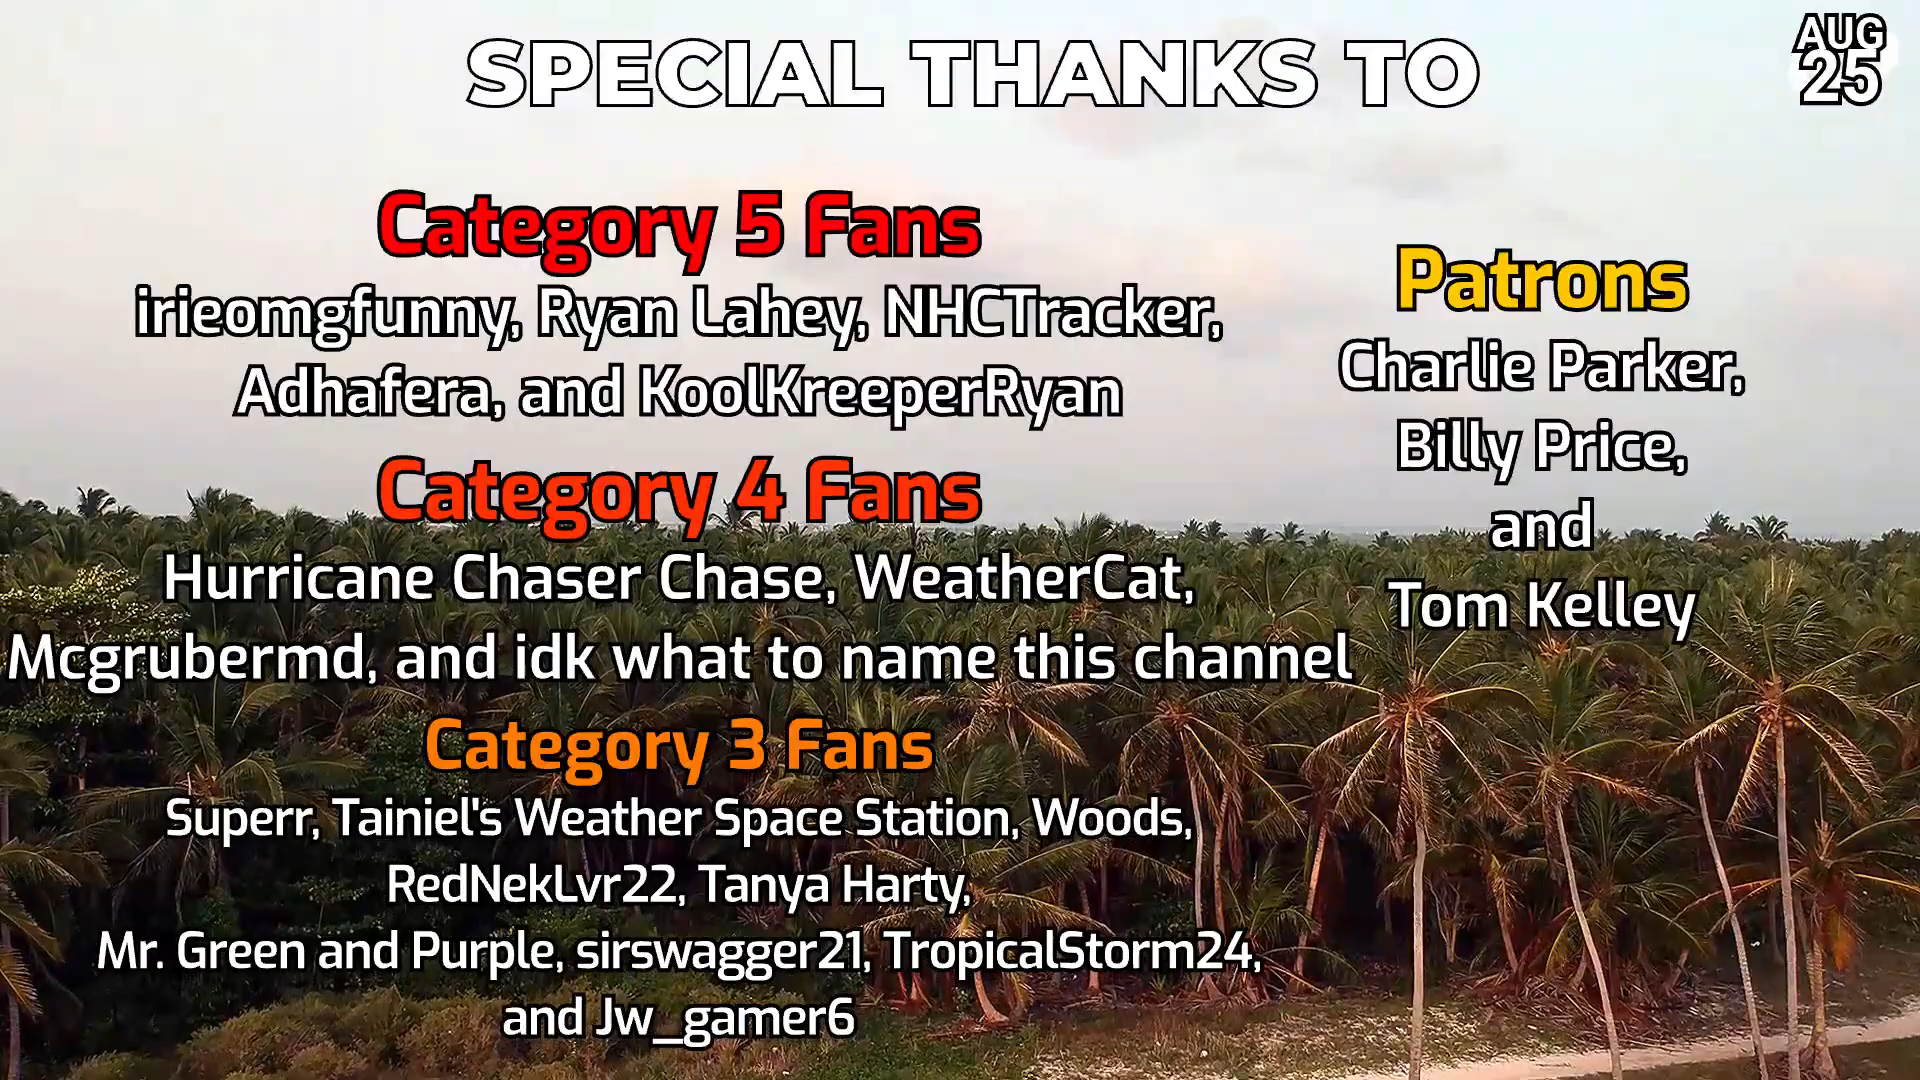 SPECIAL THANKS TO
AUG
25
Category 5 Fans
irieomgfunny, Ryan Lahey, NHCTracker,
Adhafera, and KoolKreeperRyan
Category 4 Fans
Hurricane Chaser Chase, WeatherCat,
Mcgrubermd, and idk what to name this channel
Category 3 Fans
Superr, Tainiel's Weather Space Station, Woods,
RedNekLvr22, Tanya Harty,
Mr. Green and Purple, sirswagger21, TropicalStorm24,
and Jw_gamer6
Patrons
Charlie Parker,
Billy Price,
and
Tom Kelley